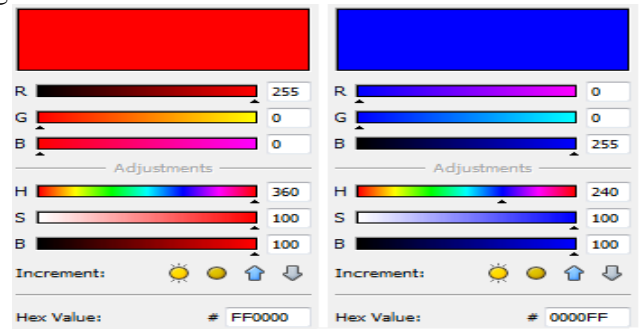 R 255
G 0
B 0
Adjustments
H 360
S 100
B 100
Increment:
Hex Value: # FF0000
R 0
G 0
B 255
Adjustments
H 240
S 100
B 100
Increment:
Hex Value: # 0000FF